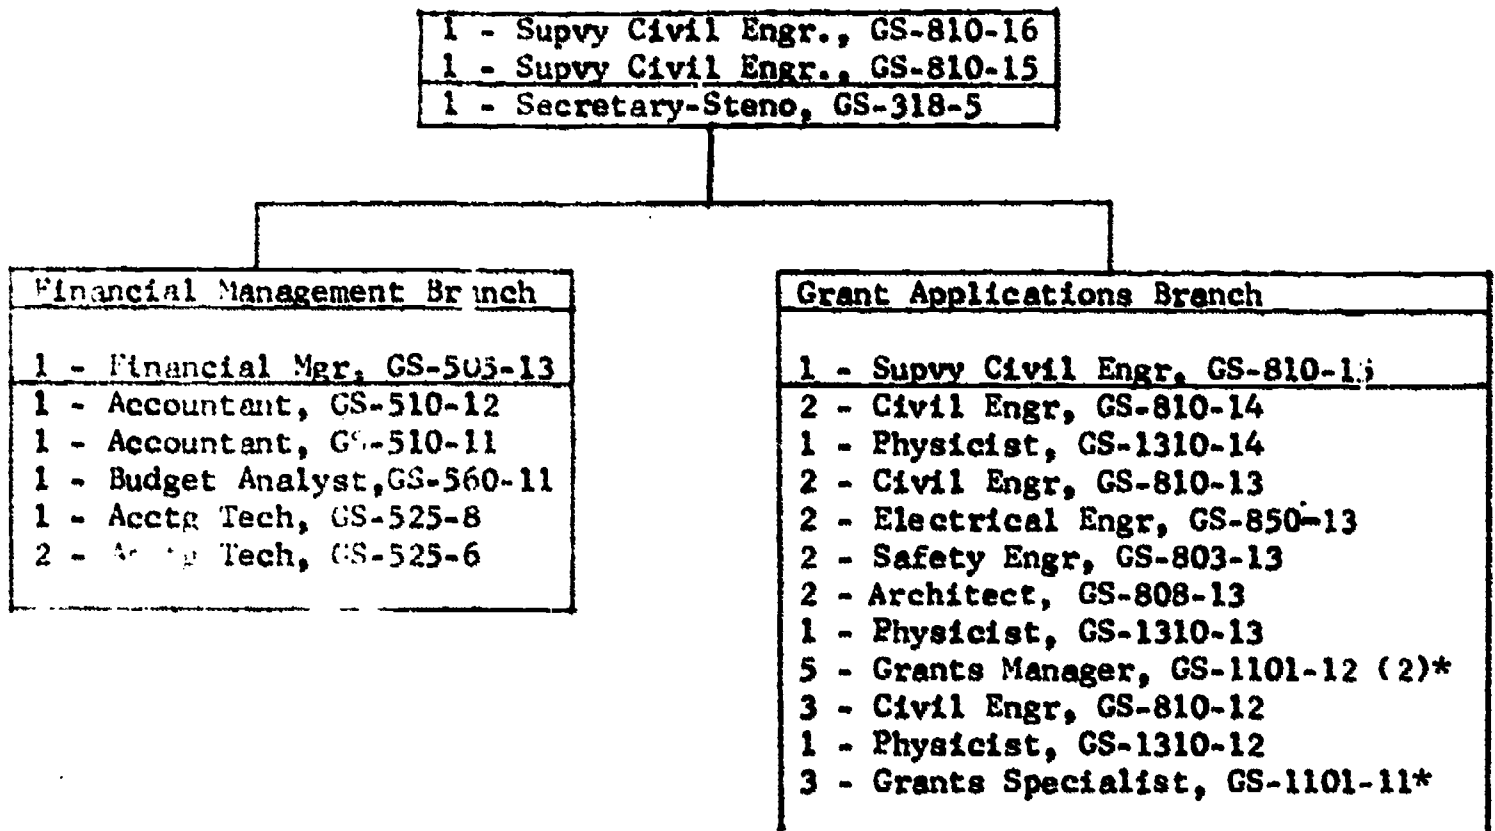 1 - Supvy Civil Engr., GS-810-16
1 - Supvy Civil Engr., GS-810-15
1 - Secretary-Steno, GS-318-5
Financial Management Branch
1 - Financial Mgr, GS-505-13
1 - Accountant, GS-510-12
1 - Accountant, GS-510-11
1 - Budget Analyst,GS-560-11
1 - Acctg Tech, GS-525-8
2 - Acctg Tech, GS-525-6
Grant Applications Branch
1 - Supvy Civil Engr,
2 - Civil Engr, GS-810-14
1 - Physicist, GS-1310-14
2 - Civil Engr, GS-810-13
2 - Electrical Engr, GS-850-13
2 - Safety Engr, GS-803-13
2 - Architect, GS-808-13
1 - Physicist, GS-1310-13
5 - Grants Manager, GS-1101-12 (2)*
3 - Civil Engr, GS-810-12
1 - Physicist, GS-1310-12
3 - Grants Specialist, GS-1101-11*